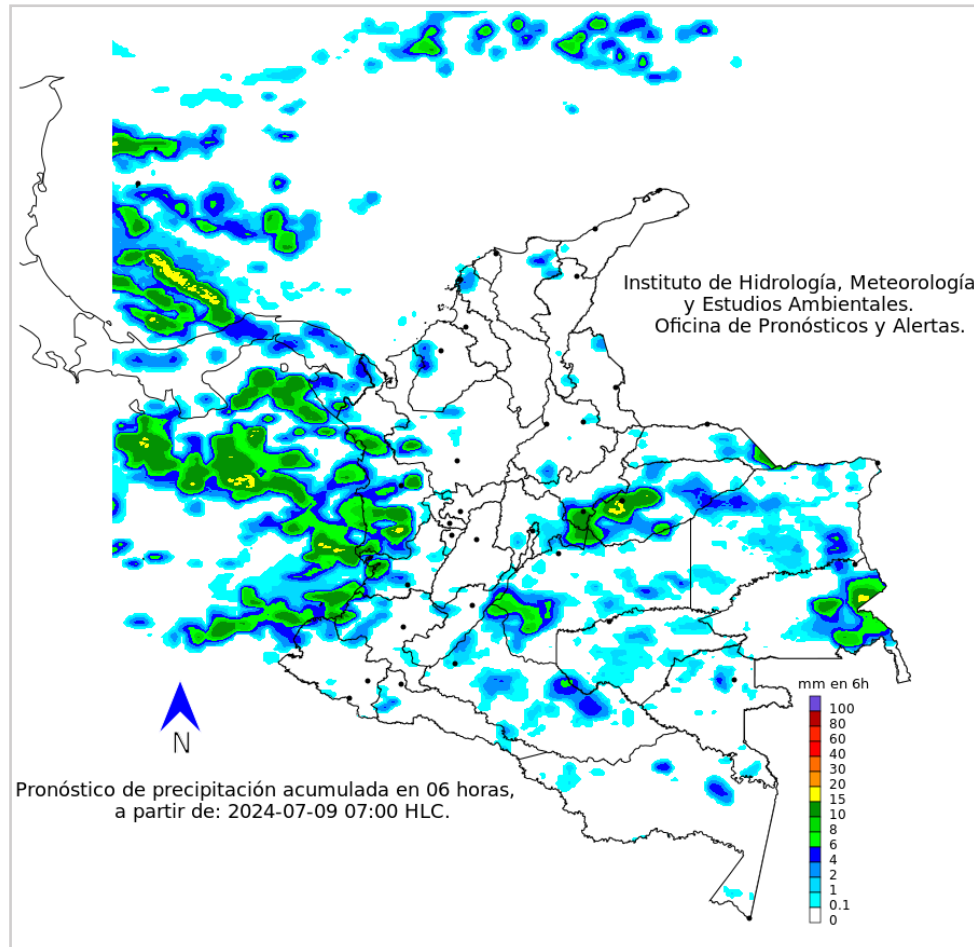 Instituto de Hidrología, Meteorología
y Estudios Ambientales.
Oficina de Pronósticos y Alertas.
mm en 6h
100
80
60
40
30
20
15
10
8
6
4
2
1
0.1
0
N
Pronóstico de precipitación acumulada en 06 horas,
a partir de: 2024-07-09 07:00 HLC.